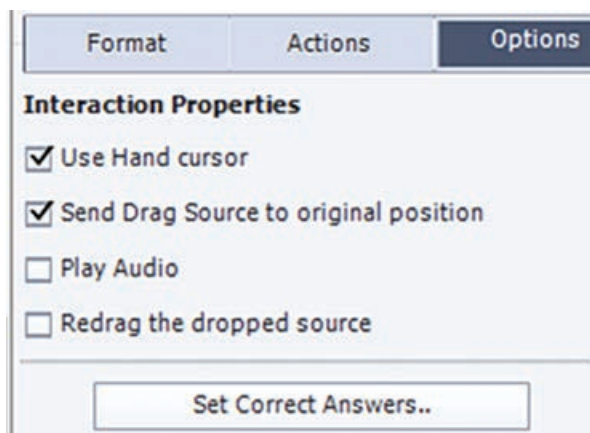 Format Actions Options
Interaction Properties
Use Hand cursor
Send Drag Source to original position
Play Audio
Redrag the dropped source
Set Correct Answers..